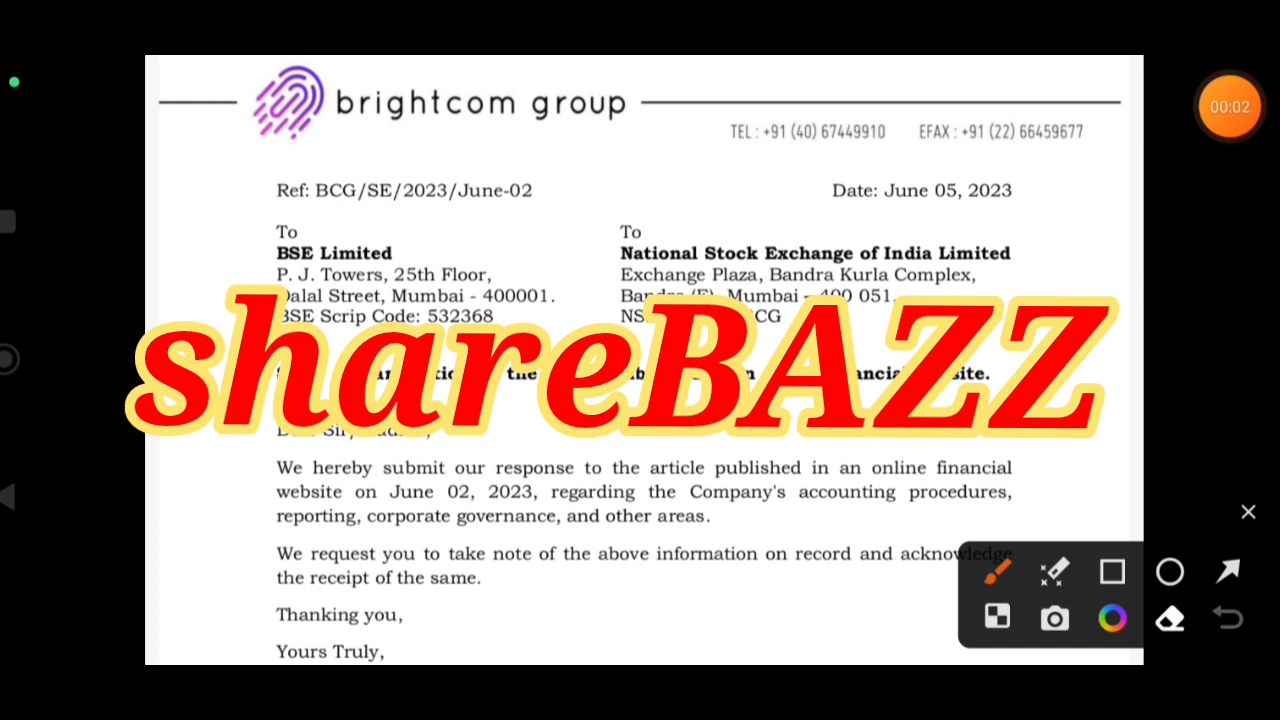 brightcom group
TEL : +91 (40) 67449910 EFAX : +91 (22) 66459677
00:02
Ref: BCG/SE/2023/June-02 Date: June 05, 2023
To
BSE Limited
P. J. Towers, 25th Floor,
Dalal Street, Mumbai - 400001.
BSE Scrip Code: 532368
To
National Stock Exchange of India Limited
Exchange Plaza, Bandra Kurla Complex,
Bandra (E), Mumbai – 400 051.
shareBAZZ
We hereby submit our response to the article published in an online financial
website on June 02, 2023, regarding the Company's accounting procedures,
reporting, corporate governance, and other areas.
We request you to take note of the above information on record and acknowledge
the receipt of the same.
Thanking you,
Yours Truly,